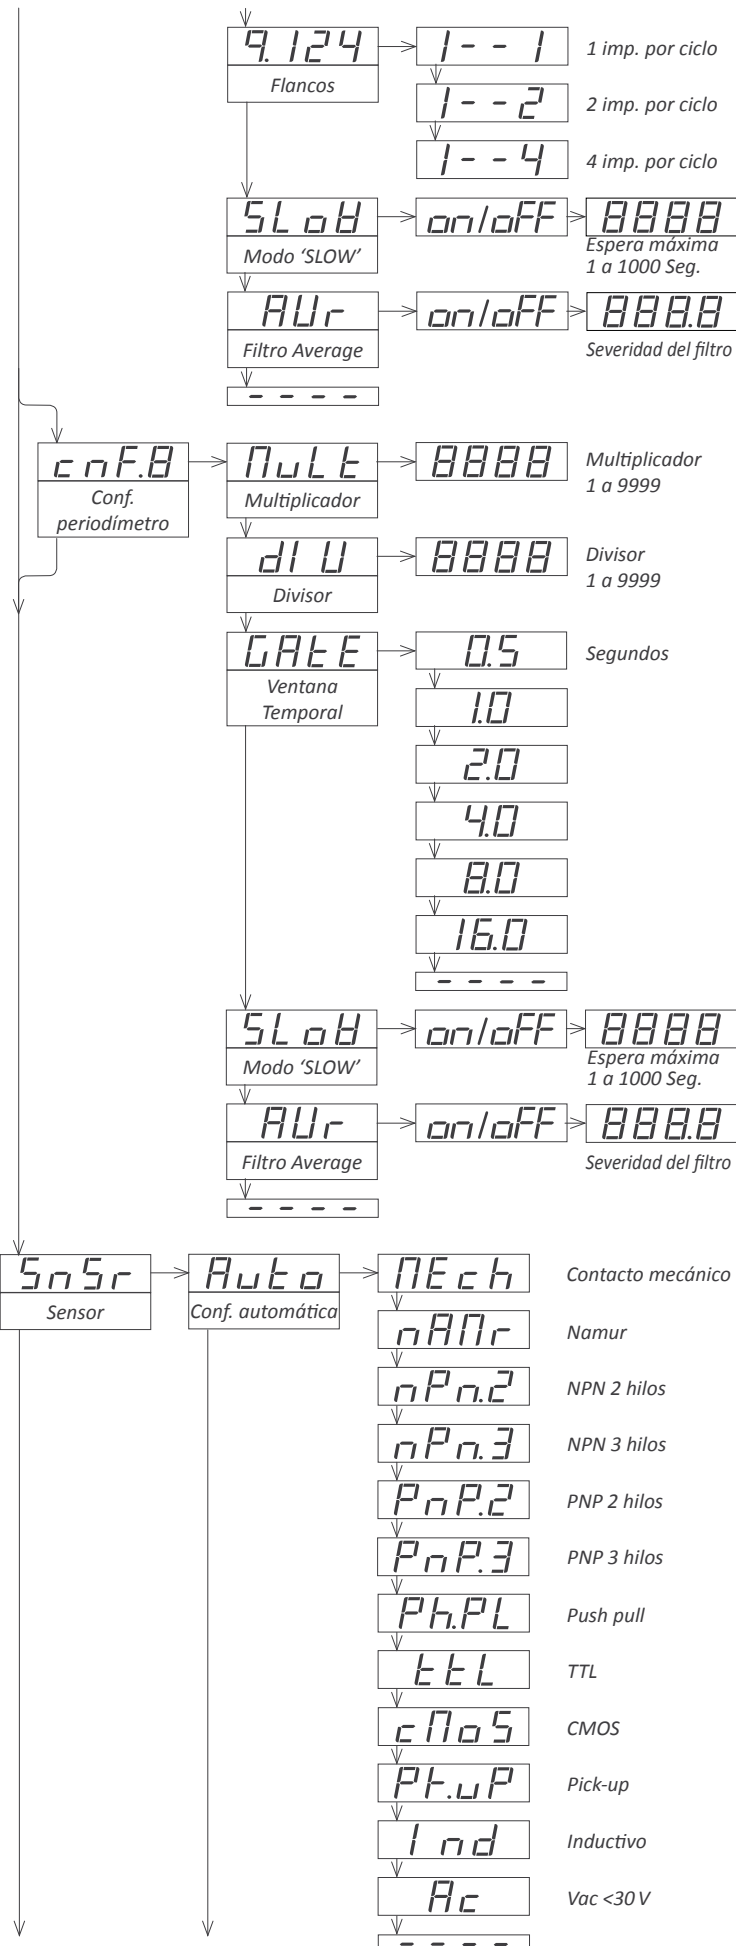 9.124 1--1 1 imp. por ciclo
Flancos
1--2 2 imp. por ciclo
1--4 4 imp. por ciclo
SLoW on/oFF 8888
Modo ‘SLOW’ Espera máxima
1 a 1000 Seg.
AVr on/oFF 888.8
Filtro Average Severidad del filtro
----
cnF.8 MuLt 8888 Multiplicador
Conf. Multiplicador 1 a 9999
periodímetro
dIV 8888 Divisor
Divisor 1 a 9999
GAtE 0.5 Segundos
Ventana
Temporal
1.0
2.0
4.0
8.0
16.0
----
SLoW on/oFF 8888
Modo ‘SLOW’ Espera máxima
1 a 1000 Seg.
AVr on/oFF 888.8
Filtro Average Severidad del filtro
----
SnSr Auto MEch Contacto mecánico
Sensor Conf. automática
nAMr Namur
nPn.2 NPN 2 hilos
nPn.3 NPN 3 hilos
PnP.2 PNP 2 hilos
PnP.3 PNP 3 hilos
Ph.PL Push pull
ttL TTL
cMoS CMOS
Pk.uP Pick-up
Ind Inductivo
Ac Vac <30 V
----